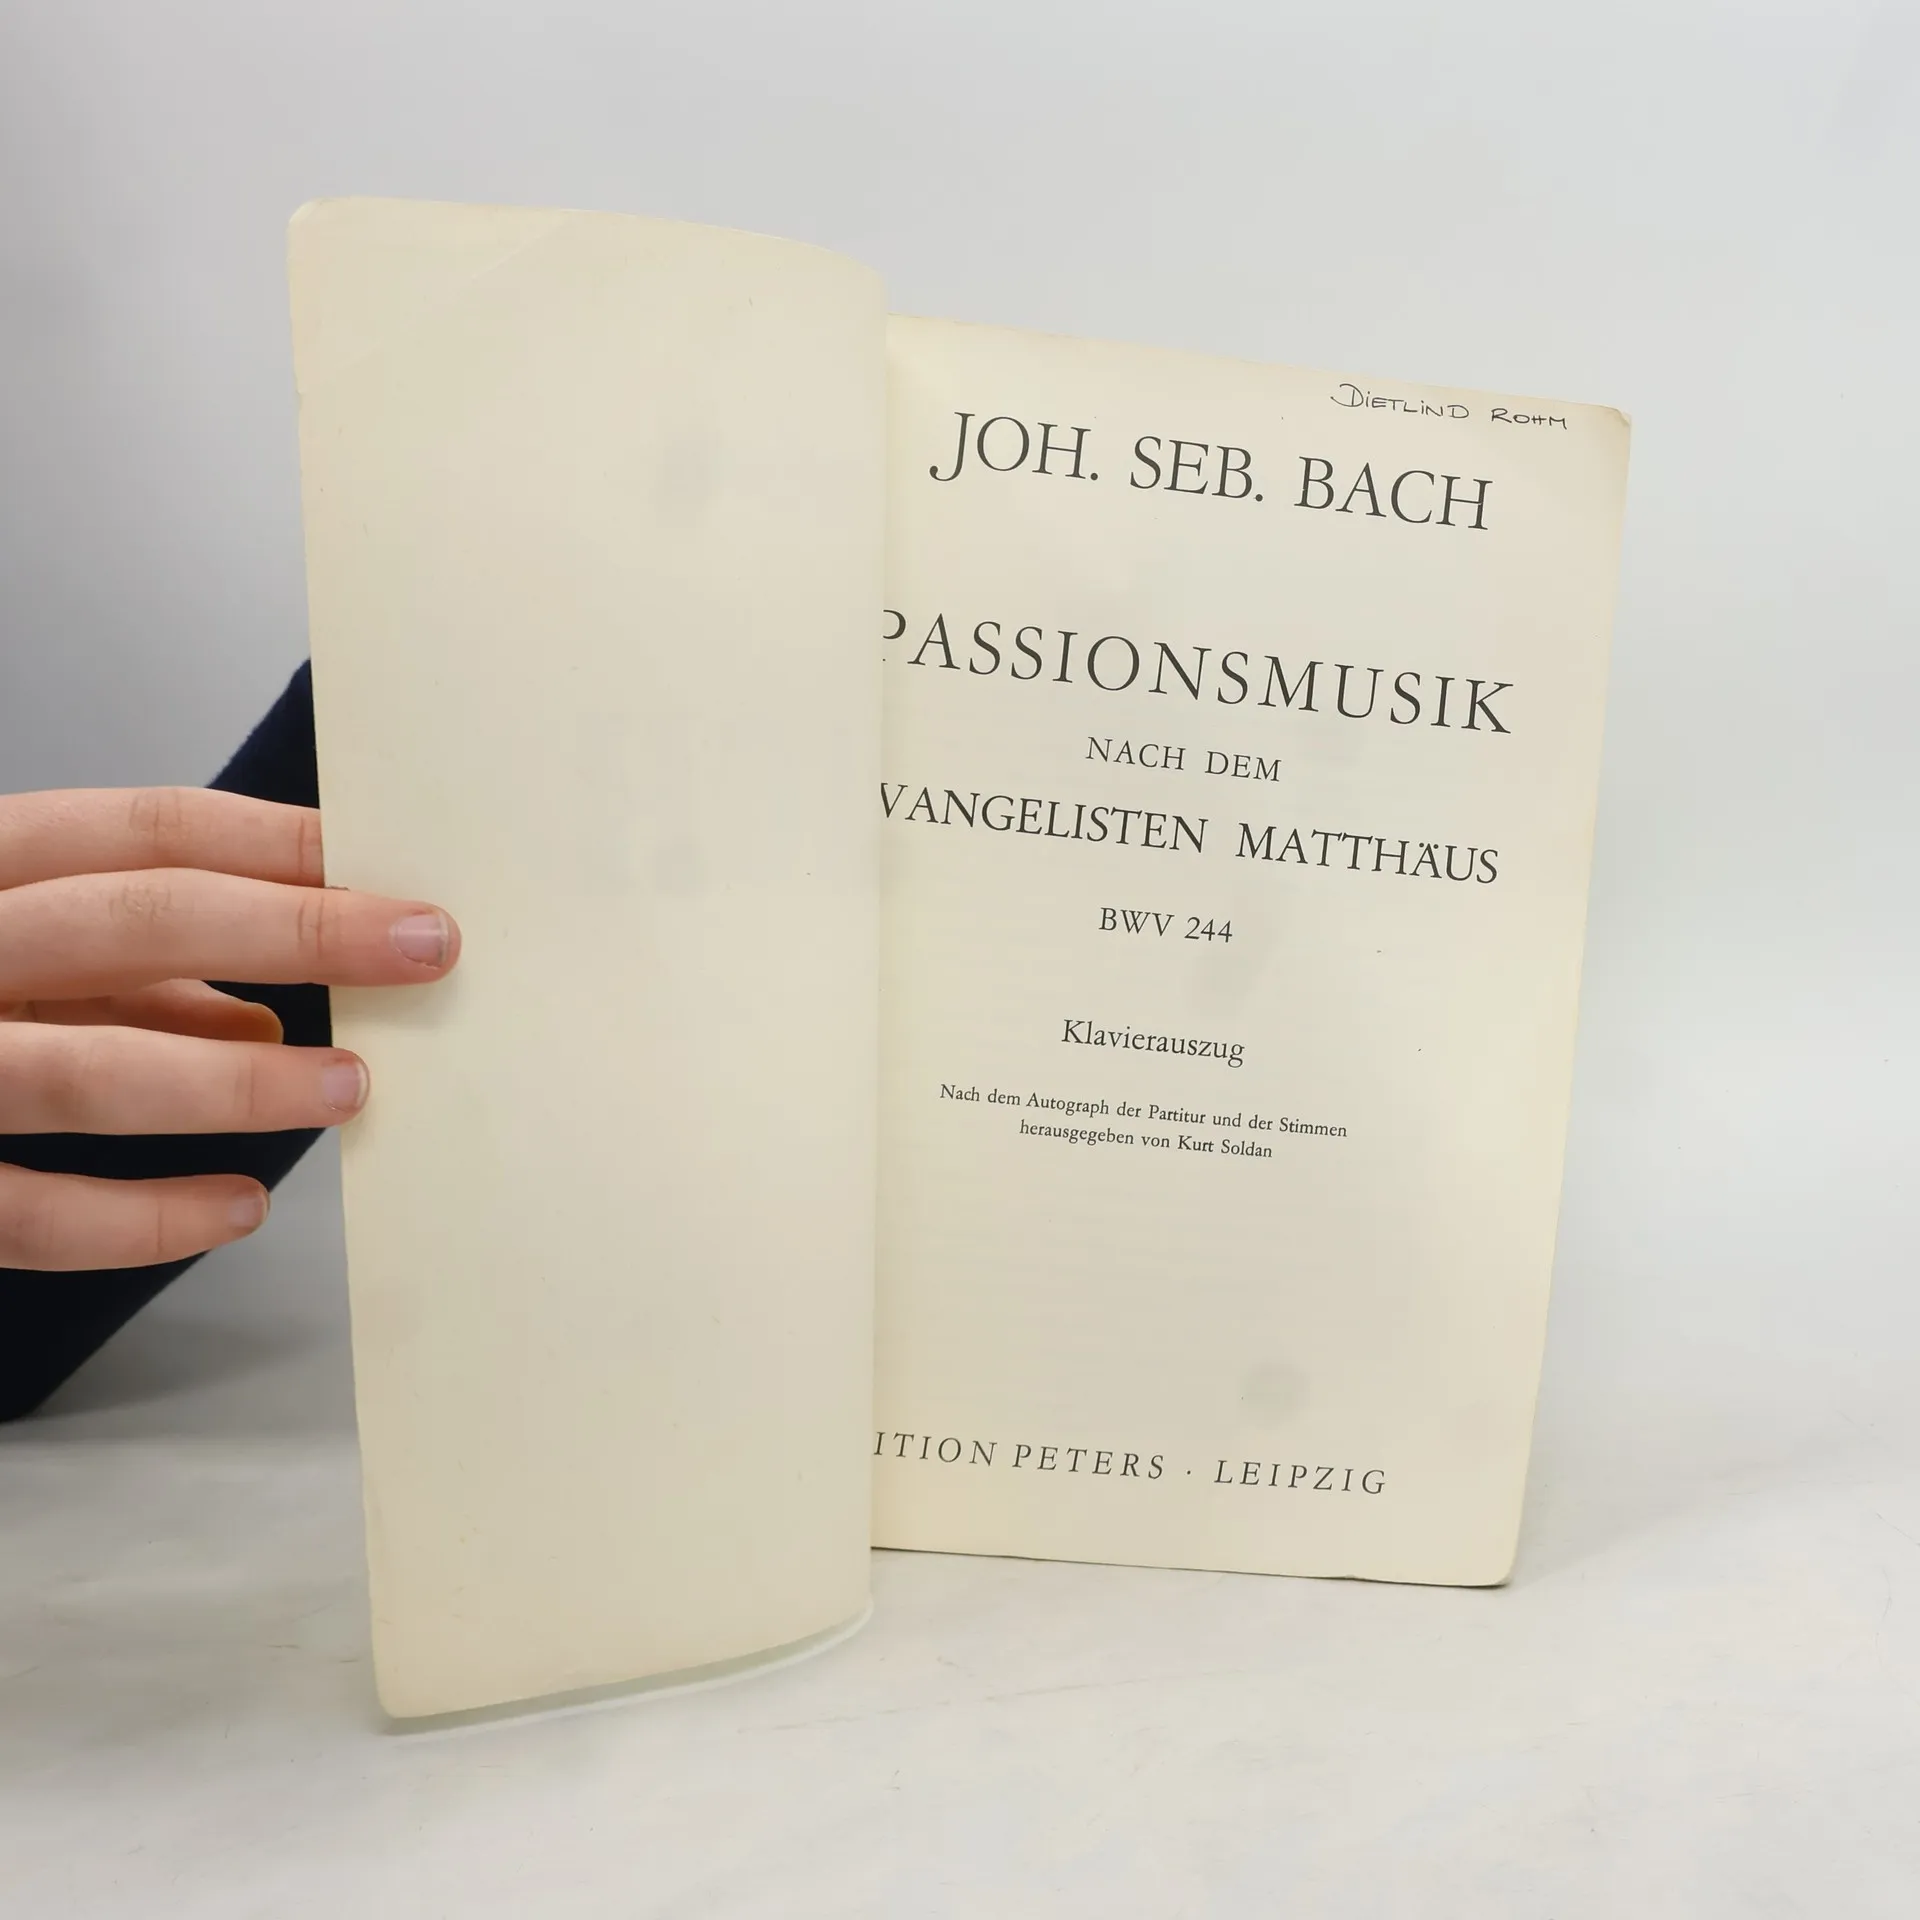 DIETLIND ROHM
JOH. SEB. BACH
PASSIONSMUSIK
NACH DEM
VANGELISTEN MATTHÄUS
BWV 244
Klavierauszug
Nach dem Autograph der Partitur und der Stimmen
herausgegeben von Kurt Soldan
ITION PETERS · LEIPZIG